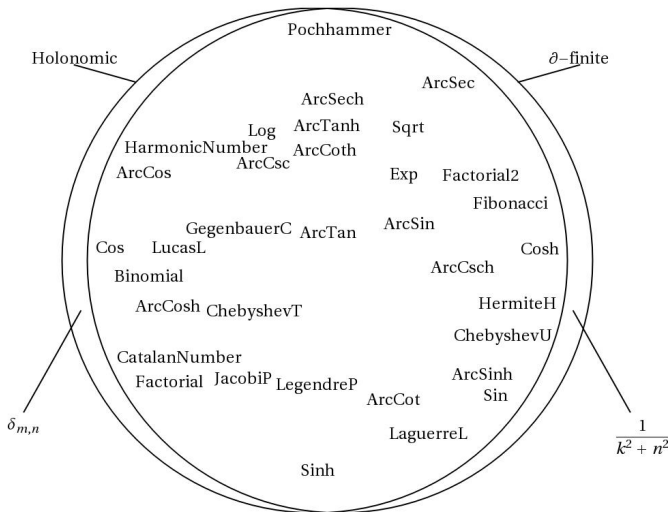 Pochhammer
Holonomic
∂−finite
ArcSec
ArcSech
Log
ArcTanh
Sqrt
HarmonicNumber
ArcCoth
ArcCsc
ArcCos
Exp
Factorial2
Fibonacci
GegenbauerC
ArcTan
ArcSin
Cos
LucasL
Cosh
ArcCsch
Binomial
ArcCosh
ChebyshevT
HermiteH
ChebyshevU
CatalanNumber
Factorial
JacobiP
LegendreP
ArcSinh
Sin
ArcCot
δm,n
1
k² + n²
LaguerreL
Sinh